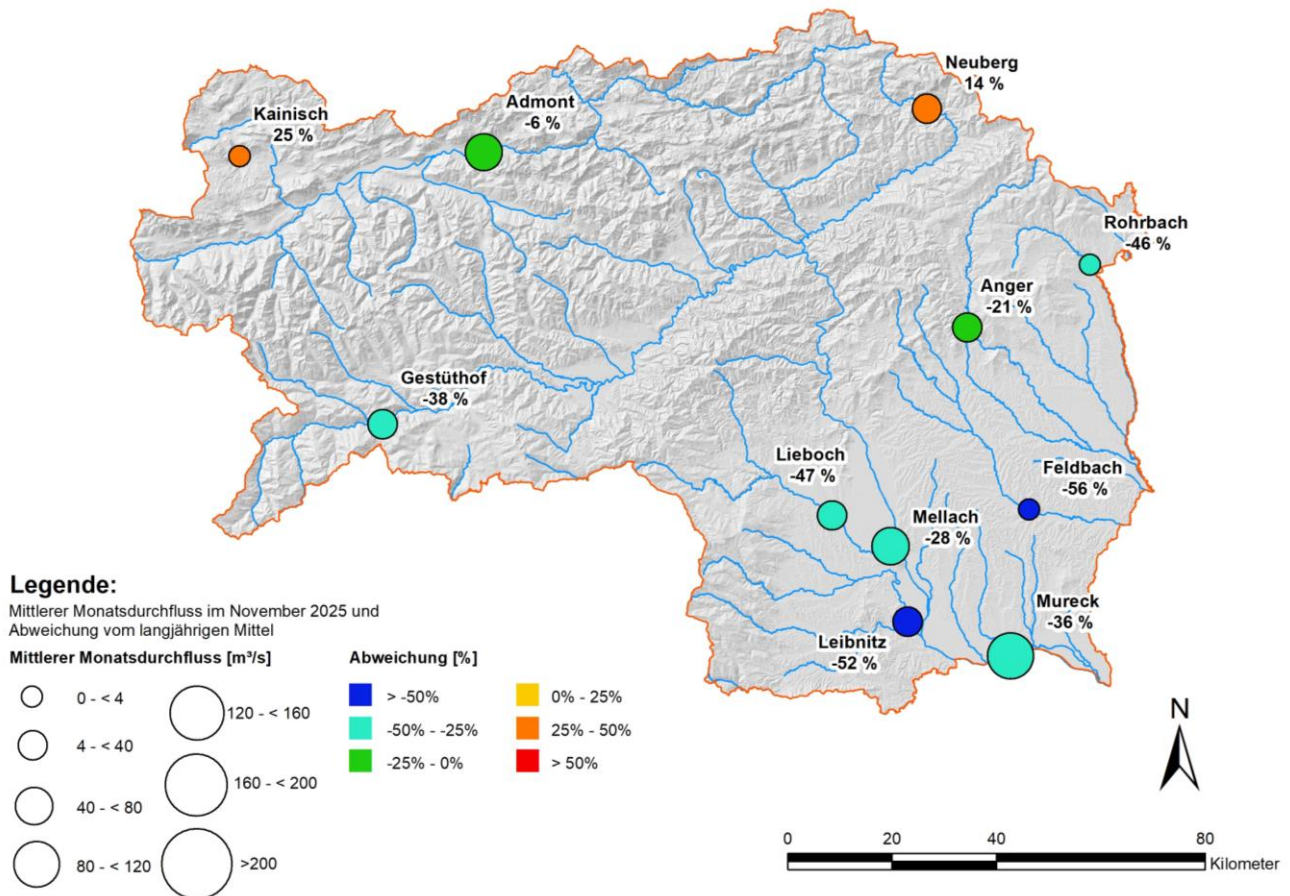 Neuberg
14 %
Admont
-6 %
Kainisch
25 %
Rohrbach
-46 %
Anger
-21 %
Gestüthof
-38 %
Lieboch
-47 %
Feldbach
-56 %
Mellach
-28 %
Mureck
-36 %
Leibnitz
-52 %
Legende:
Mittlerer Monatsdurchfluss im November 2025 und
Abweichung vom langjährigen Mittel
Mittlerer Monatsdurchfluss [m³/s]
0 - < 4
4 - < 40
40 - < 80
80 - < 120
120 - < 160
160 - < 200
>200
Abweichung [%]
> -50%
-50% - -25%
-25% - 0%
0% - 25%
25% - 50%
> 50%
N
0 20 40 80
Kilometer